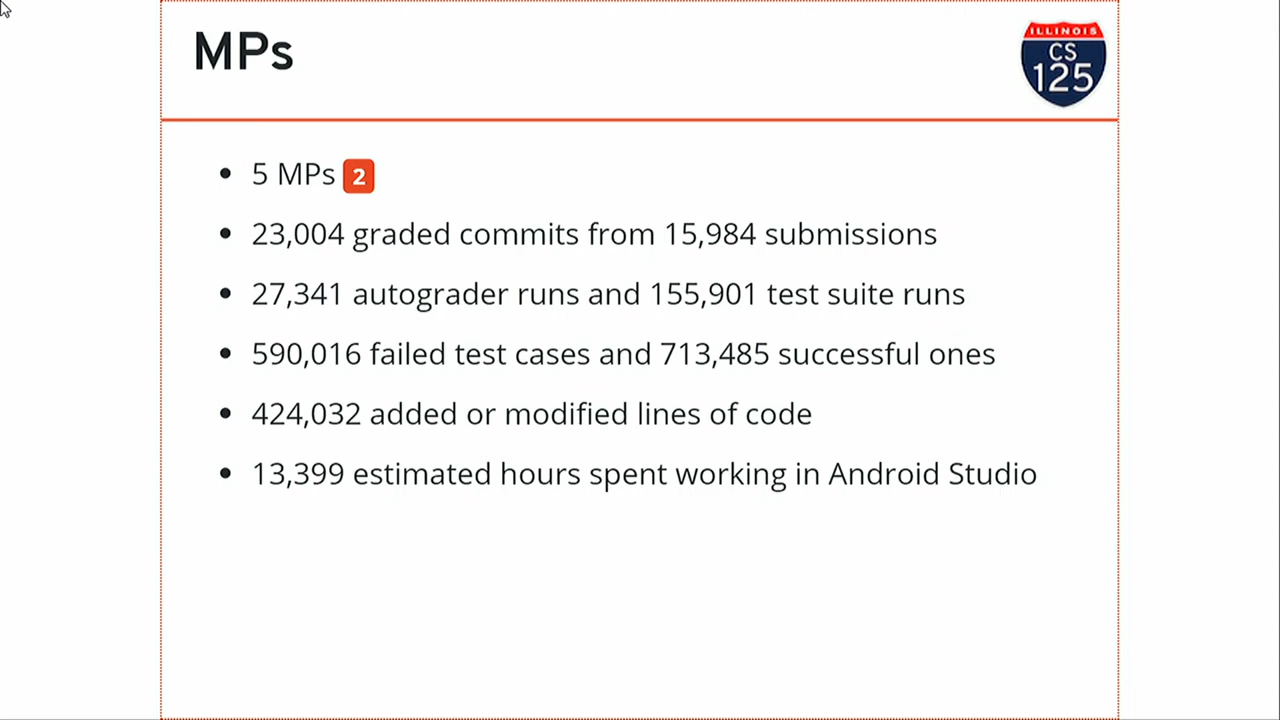 MPs
ILLINOIS
CS
125
5 MPs 2
23,004 graded commits from 15,984 submissions
27,341 autograder runs and 155,901 test suite runs
590,016 failed test cases and 713,485 successful ones
424,032 added or modified lines of code
13,399 estimated hours spent working in Android Studio